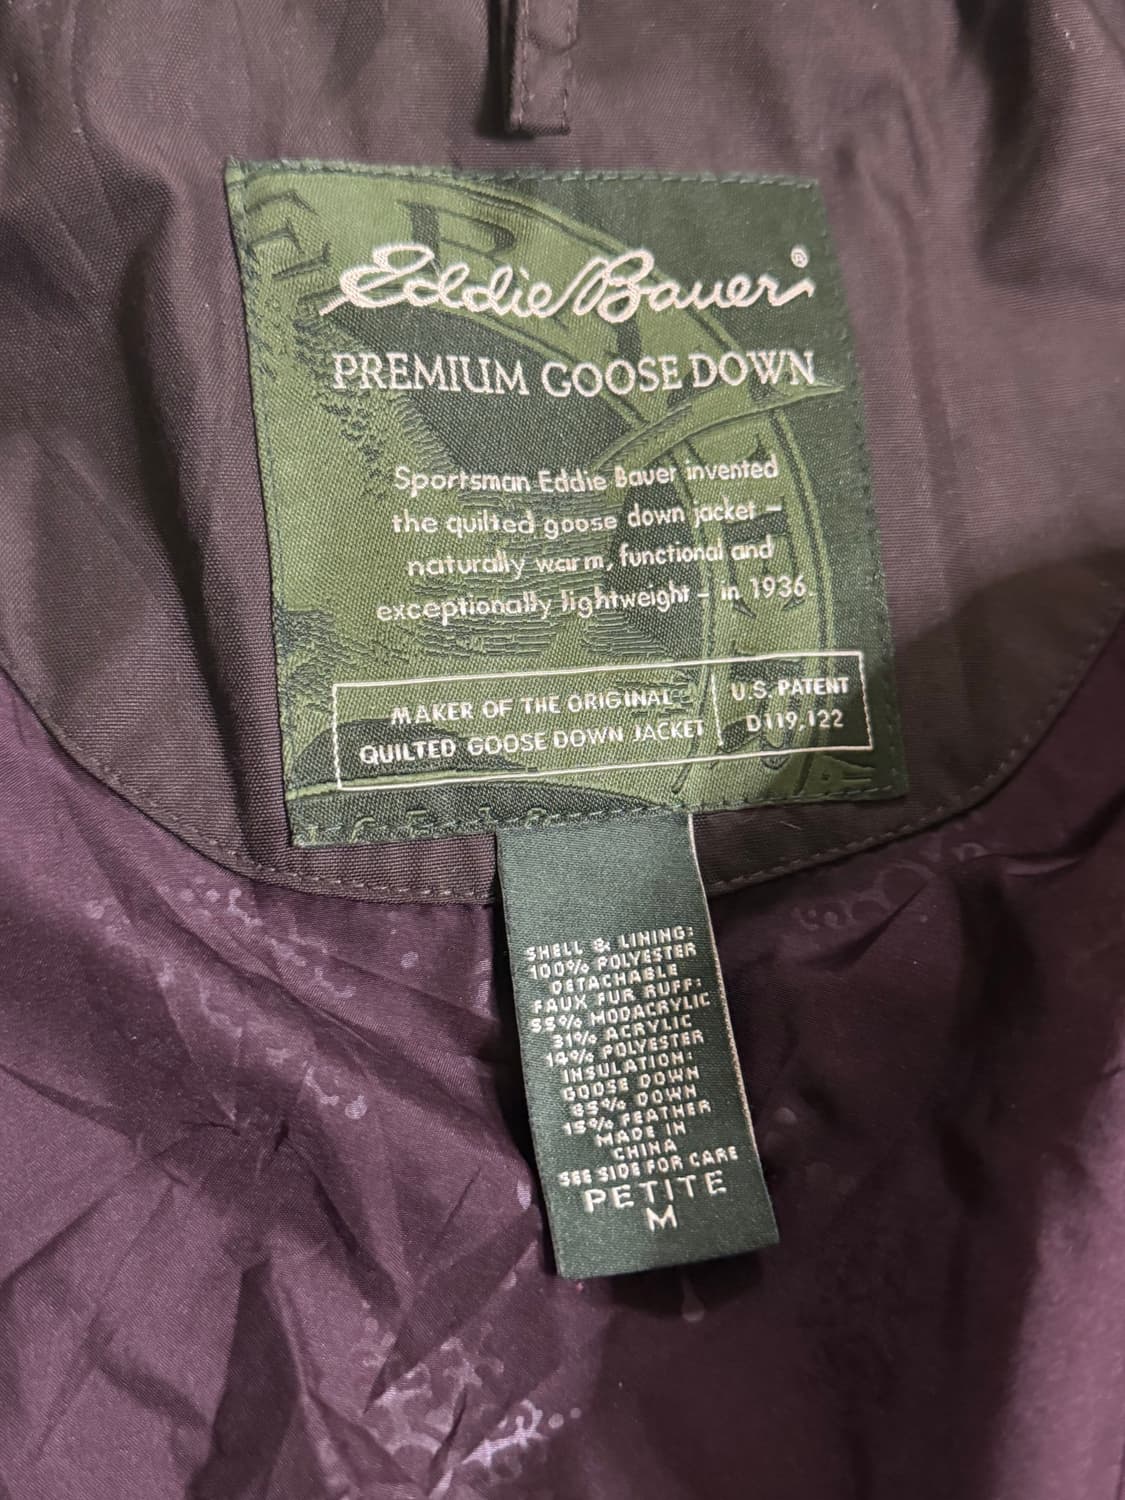 Eddie Bauer®
PREMIUM GOOSE DOWN
Sportsman Eddie Bauer invented
the quilted goose down jacket –
naturally warm, functional and
exceptionally lightweight – in 1936.
MAKER OF THE ORIGINAL
QUILTED GOOSE DOWN JACKET
U.S. PATENT
D119,122
SHELL & LINING:
100% POLYESTER
DETACHABLE
FAUX FUR RUFF:
55% MODACRYLIC
31% ACRYLIC
14% POLYESTER
INSULATION:
GOOSE DOWN
85% DOWN
15% FEATHER
MADE IN
CHINA
SEE SIDE FOR CARE
PETITE
M